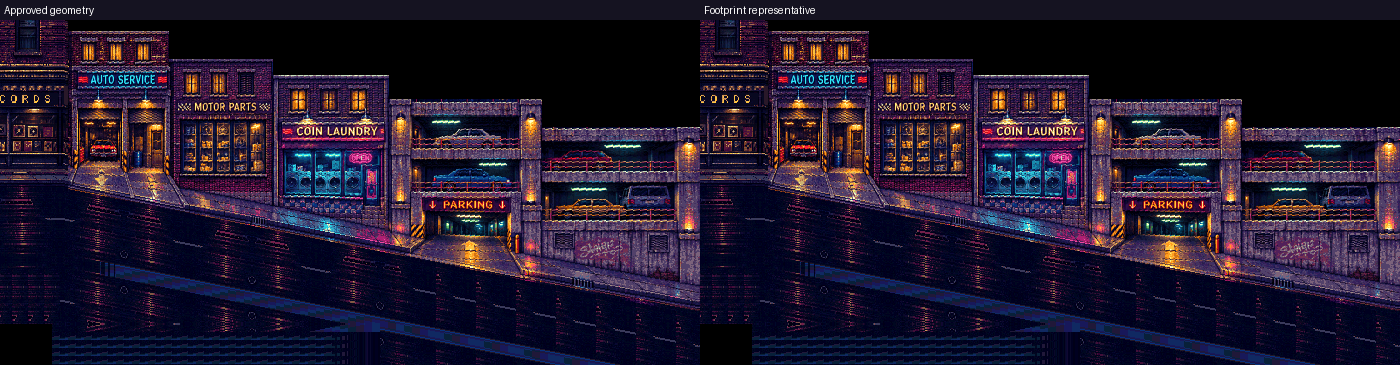 Approved geometry
Footprint representative
CORDS
AUTO SERVICE
MOTOR PARTS
COIN LAUNDRY
OPEN
↓ PARKING ↓
CORDS
AUTO SERVICE
MOTOR PARTS
COIN LAUNDRY
OPEN
↓ PARKING ↓